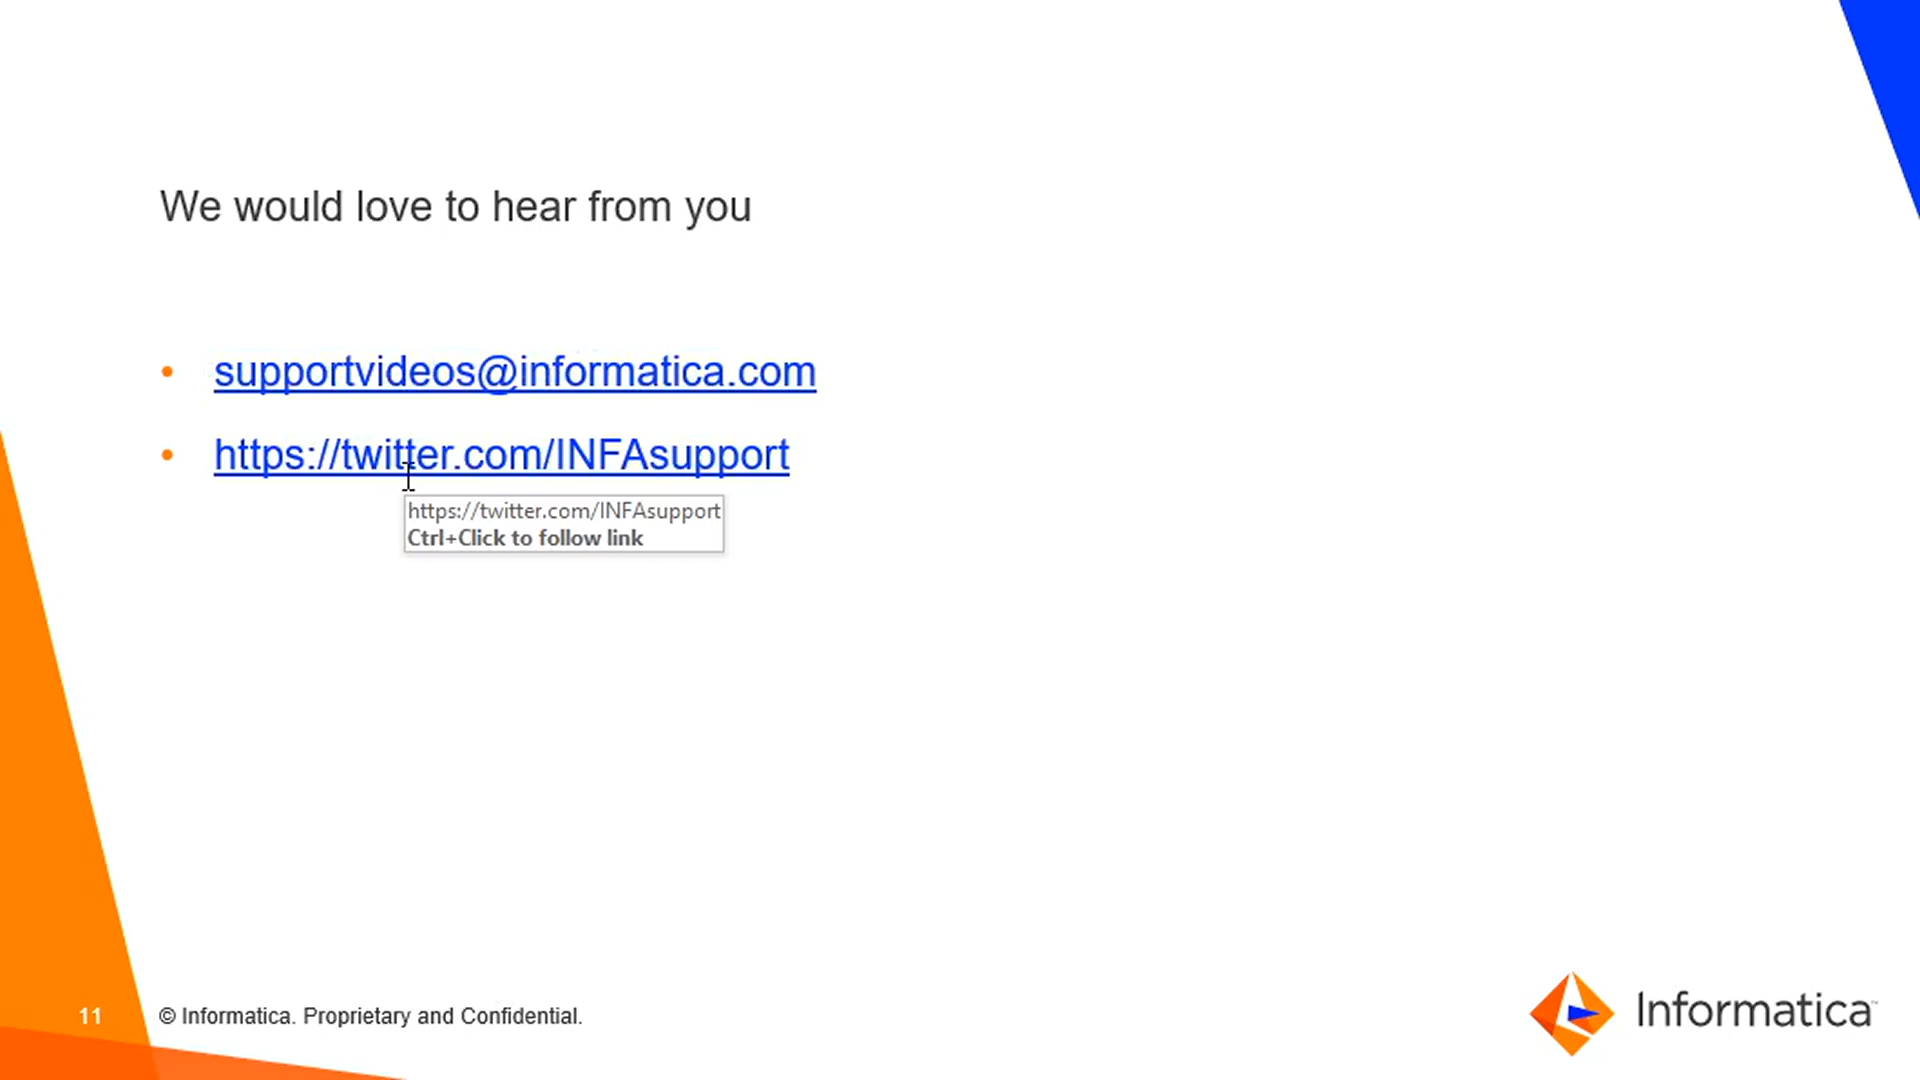 We would love to hear from you
• supportvideos@informatica.com
• https://twitter.com/INFAsupport
https://twitter.com/INFAsupport
Ctrl+Click to follow link
11 © Informatica. Proprietary and Confidential.
Informatica™